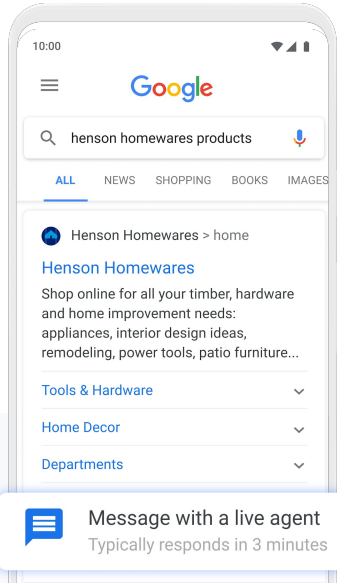 10:00
Google
henson homewares products
ALL NEWS SHOPPING BOOKS IMAGES
Henson Homewares > home
Henson Homewares
Shop online for all your timber, hardware
and home improvement needs:
appliances, interior design ideas,
remodeling, power tools, patio furniture...
Tools & Hardware
Home Decor
Departments
Message with a live agent
Typically responds in 3 minutes